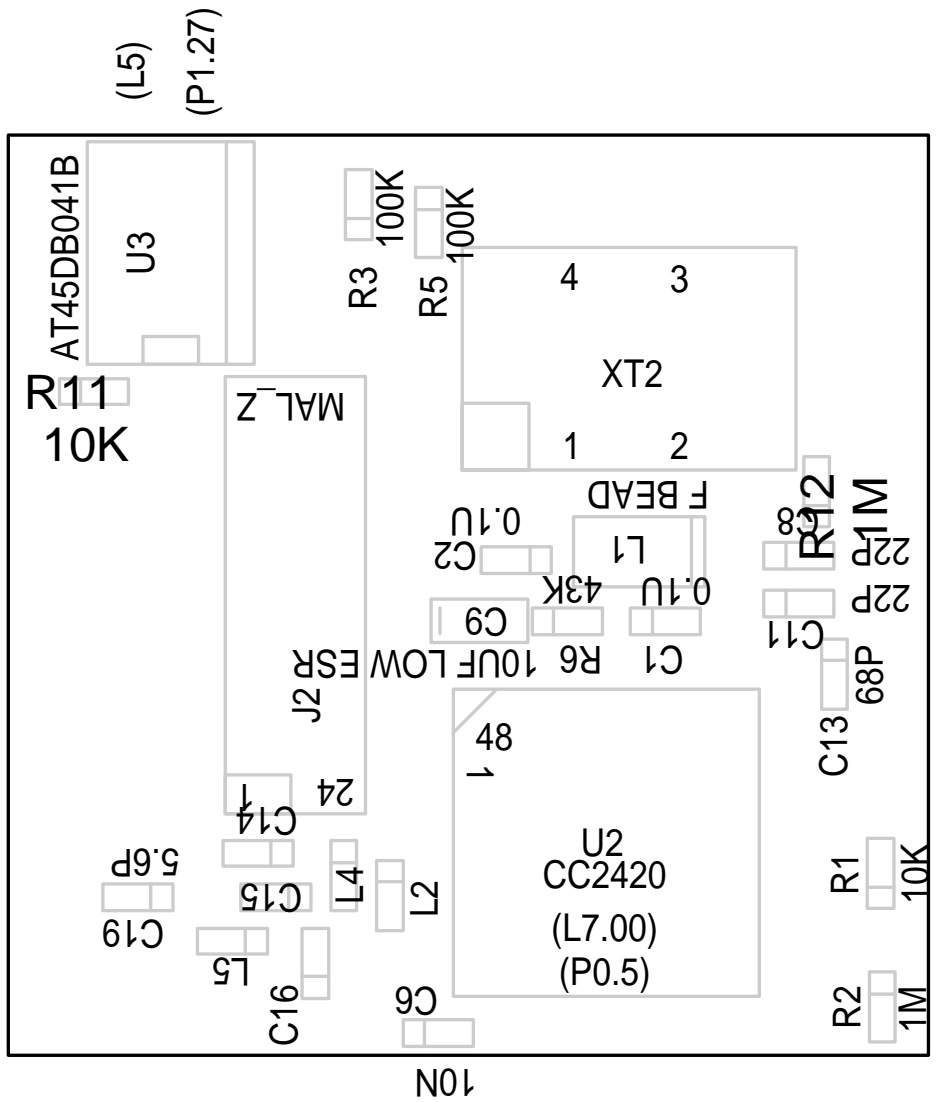 (L5)
(P1.27)
AT45DB041B
U3
100K
R3
100K
R5
4
3
XT2
1
2
R11
10K
MAL_Z
F BEAD
0.1U
C2
L1
R12
1M
C8
22P
43K
0.1U
22P
C9
C11
10UF LOW ESR
R6
C1
J2
68P
C13
48
1
1
24
C14
U2
CC2420
(L7.00)
(P0.5)
5.6P
C19
C15
L4
L2
R1
10K
L5
C16
C6
R2
1M
10N